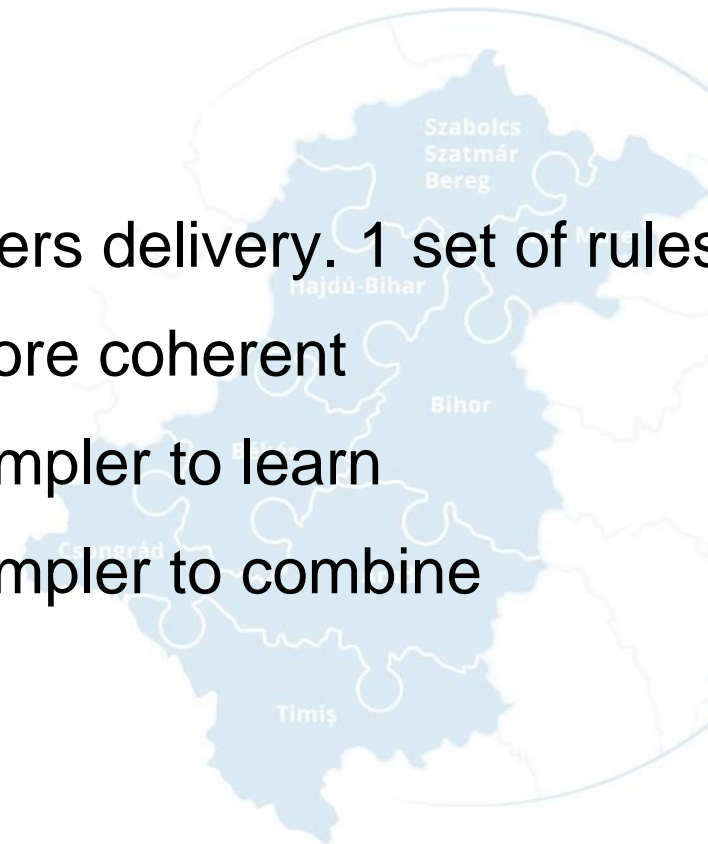 Szabolcs
Szatmár
Bereg
ers delivery. 1 set of rules
Hajdú-Bihar
ore coherent
Bihor
mpler to learn
Csongrád
mpler to combine
Timiș